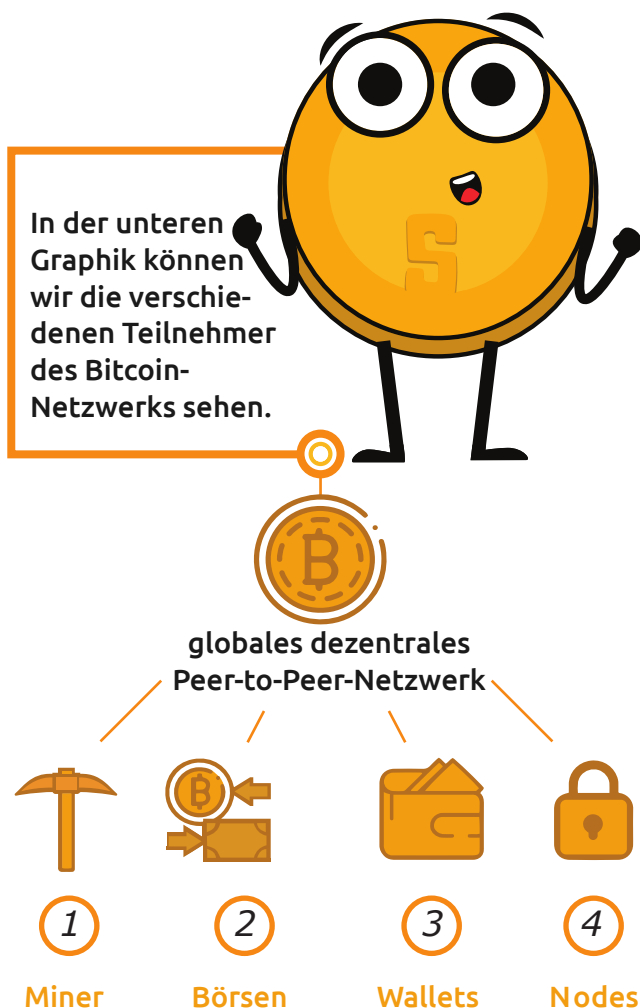 In der unteren
Graphik können
wir die verschie-
denen Teilnehmer
des Bitcoin-
Netzwerks sehen.
S
B
globales dezentrales
Peer-to-Peer-Netzwerk
B
1 2 3 4
Miner Börsen Wallets Nodes